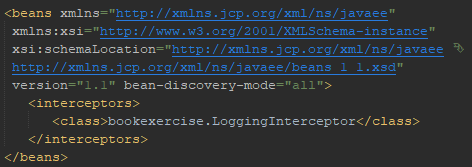 <beans xmlns="http://xmlns.jcp.org/xml/ns/javaee"
xmlns:xsi="http://www.w3.org/2001/XMLSchema-instance"
xsi:schemaLocation="http://xmlns.jcp.org/xml/ns/javaee
http://xmlns.jcp.org/xml/ns/javaee/beans_1_1.xsd"
version="1.1" bean-discovery-mode="all">
<interceptors>
<class>bookexercise.LoggingInterceptor</class>
</interceptors>
</beans>